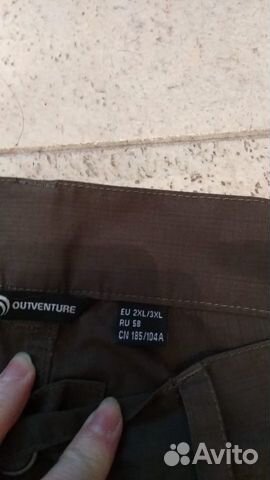 OUTVENTURE
EU 2XL/3XL
RU 58
CN 185/104A
Avito